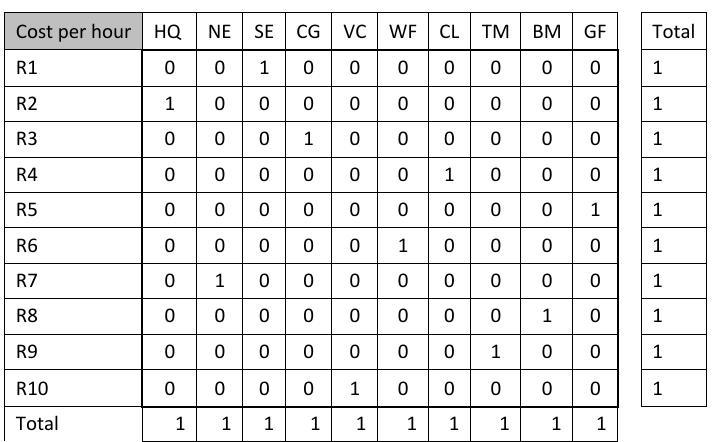 Cost per hour HQ NE SE CG VC WF CL TM BM GF Total
R1 0 0 1 0 0 0 0 0 0 0 1
R2 1 0 0 0 0 0 0 0 0 0 1
R3 0 0 0 1 0 0 0 0 0 0 1
R4 0 0 0 0 0 0 1 0 0 0 1
R5 0 0 0 0 0 0 0 0 0 1 1
R6 0 0 0 0 0 1 0 0 0 0 1
R7 0 1 0 0 0 0 0 0 0 0 1
R8 0 0 0 0 0 0 0 0 1 0 1
R9 0 0 0 0 0 0 0 1 0 0 1
R10 0 0 0 0 1 0 0 0 0 0 1
Total 1 1 1 1 1 1 1 1 1 1